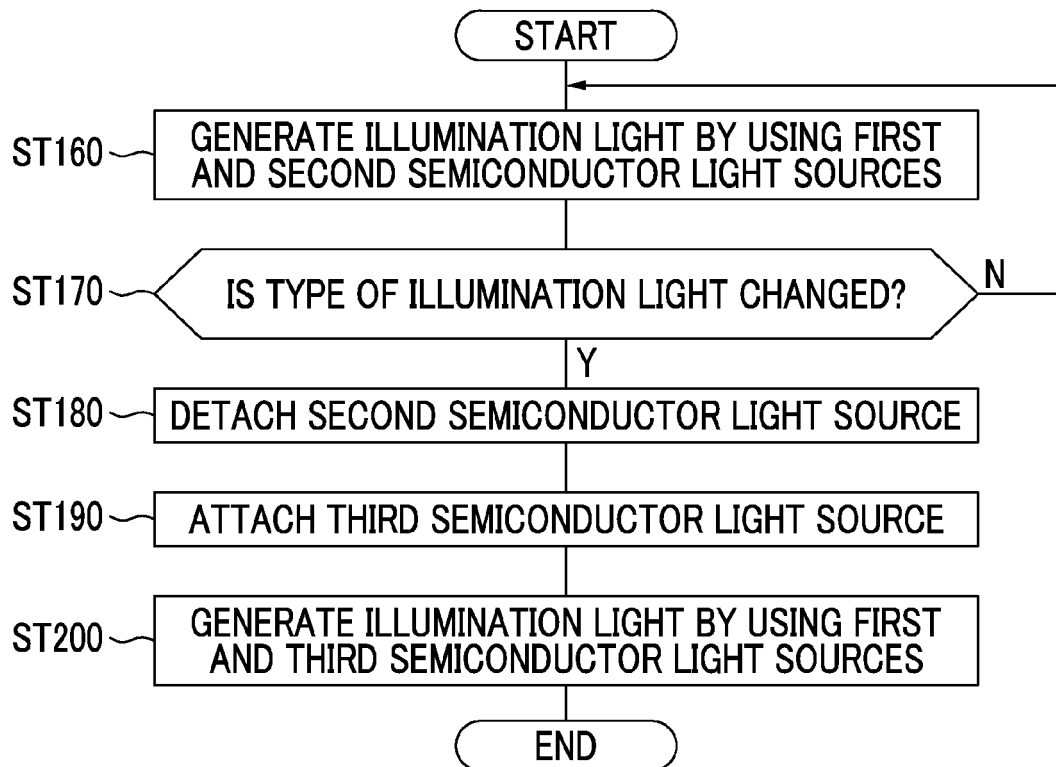 START
ST160
GENERATE ILLUMINATION LIGHT BY USING FIRST
AND SECOND SEMICONDUCTOR LIGHT SOURCES
ST170
IS TYPE OF ILLUMINATION LIGHT CHANGED?
N
Y
ST180
DETACH SECOND SEMICONDUCTOR LIGHT SOURCE
ST190
ATTACH THIRD SEMICONDUCTOR LIGHT SOURCE
ST200
GENERATE ILLUMINATION LIGHT BY USING FIRST
AND THIRD SEMICONDUCTOR LIGHT SOURCES
END